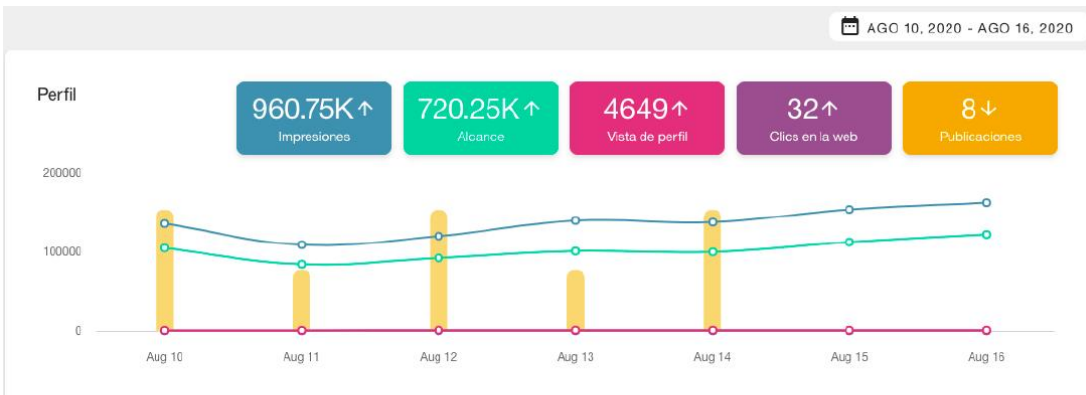 AGO 10, 2020 - AGO 16, 2020
Perfil
960.75K↑
Impresiones
720.25K↑
Alcance
4649↑
Vista de perfil
32↑
Clics en la web
8↓
Publicaciones
200000
100000
0
Aug 10 Aug 11 Aug 12 Aug 13 Aug 14 Aug 15 Aug 16